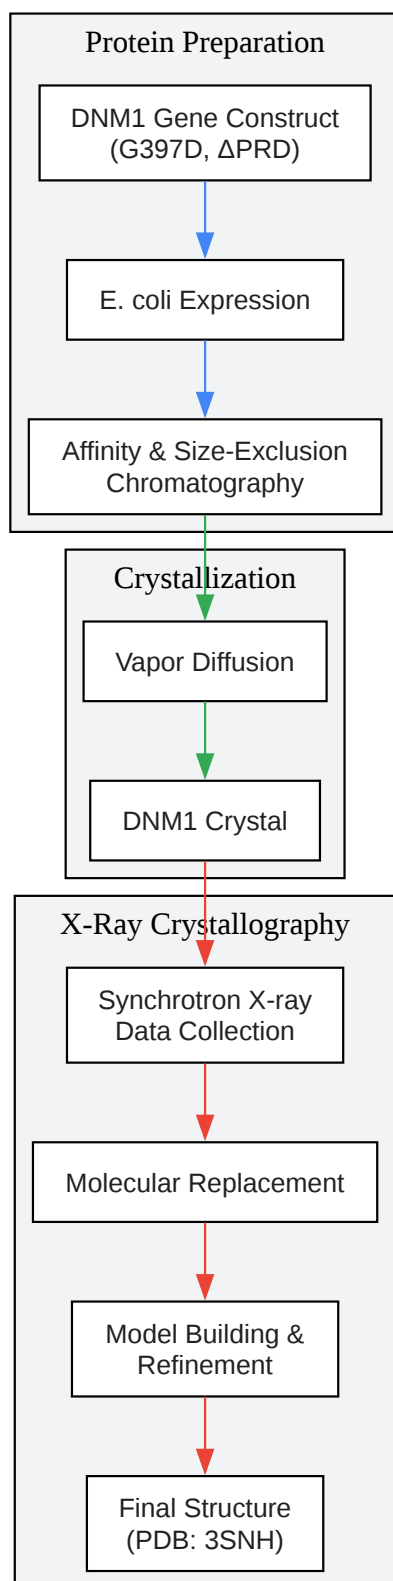 Protein Preparation
DNM1 Gene Construct
(G397D, ΔPRD)
E. coli Expression
Affinity & Size-Exclusion
Chromatography
Crystallization
Vapor Diffusion
DNM1 Crystal
X-Ray Crystallography
Synchrotron X-ray
Data Collection
Molecular Replacement
Model Building &
Refinement
Final Structure
(PDB: 3SNH)